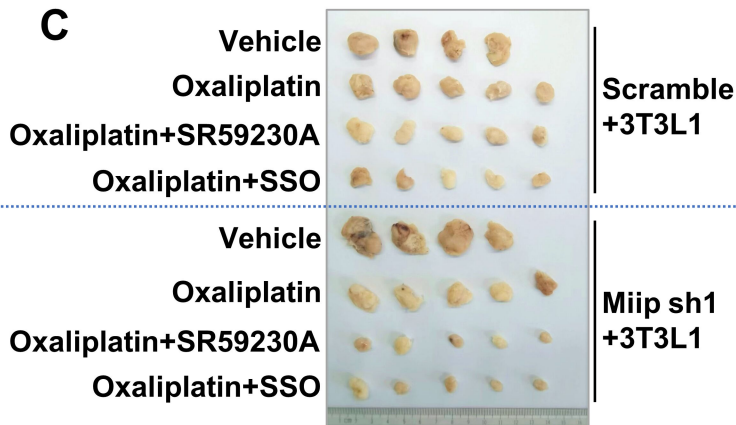 C
Vehicle
Oxaliplatin
Oxaliplatin+SR59230A
Oxaliplatin+SSO
Scramble
+3T3L1
Vehicle
Oxaliplatin
Oxaliplatin+SR59230A
Oxaliplatin+SSO
Miip sh1
+3T3L1